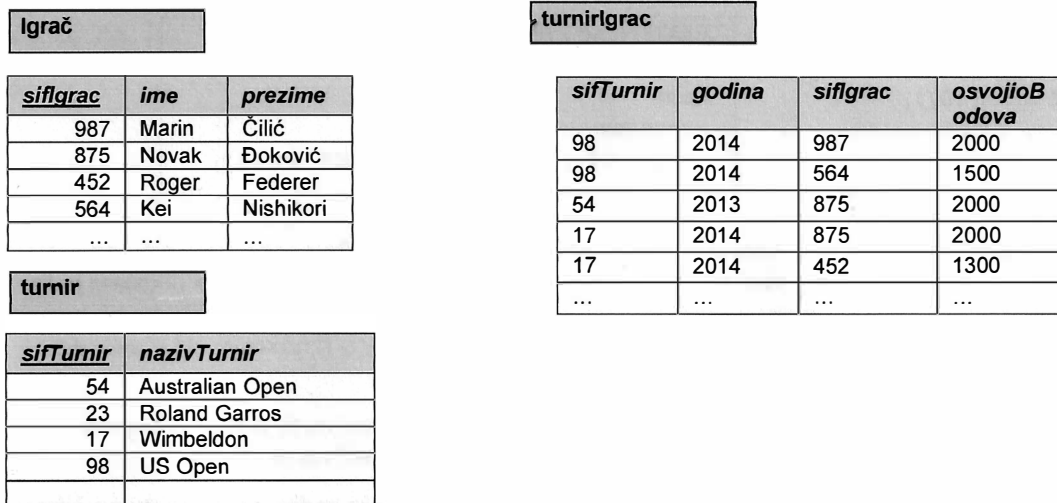 Igrač
sifIgrac ime prezime
987 Marin Čilić
875 Novak Đoković
452 Roger Federer
564 Kei Nishikori
... ... ...
turnir
sifTurnir nazivTurnir
54 Australian Open
23 Roland Garros
17 Wimbeldon
98 US Open
turnirIgrac
sifTurnir godina sifIgrac osvojioB
odova
98 2014 987 2000
98 2014 564 1500
54 2013 875 2000
17 2014 875 2000
17 2014 452 1300
... ... ... ...